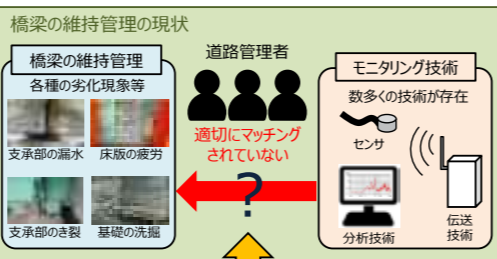 橋梁の維持管理の現状
橋梁の維持管理
各種の劣化現象等
支承部の漏水
床版の疲労
支承部のき裂
基礎の洗掘
道路管理者
適切にマッチング
されていない
?
モニタリング技術
数多くの技術が存在
センサ
分析技術
伝送
技術